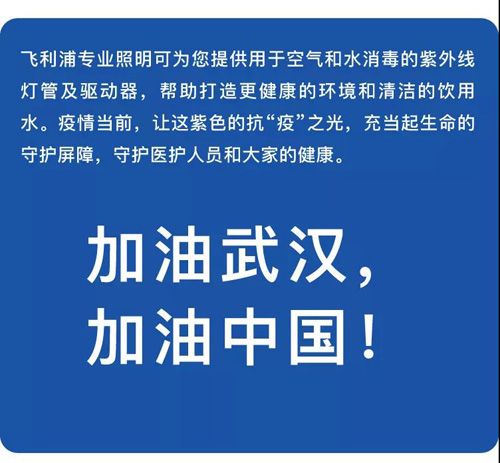 飞利浦专业照明可为您提供用于空气和水消毒的紫外线
灯管及驱动器，帮助打造更健康的环境和清洁的饮用
水。疫情当前，让这紫色的抗“疫”之光，充当起生命的
守护屏障，守护医护人员和大家的健康。
加油武汉，
加油中国！